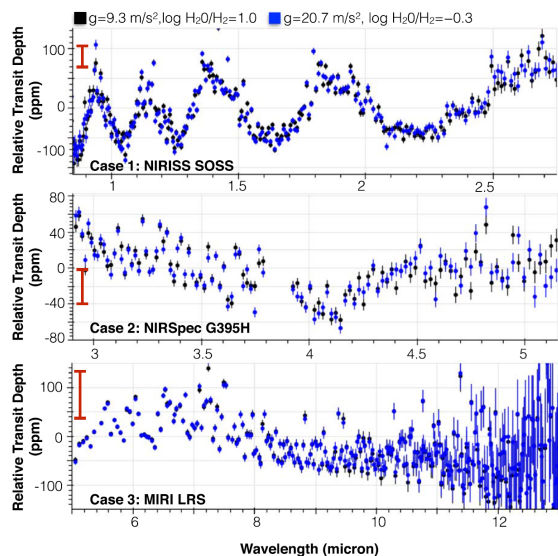 g=9.3 m/s²,log H₂0/H₂=1.0 g=20.7 m/s², log H₂O/H₂=−0.3
Relative Transit Depth
(ppm)
100
0
-100
Case 1: NIRISS SOSS
1 1.5 2 2.5
Relative Transit Depth
(ppm)
80
40
0
-40
-80
Case 2: NIRSpec G395H
3 3.5 4 4.5 5
Relative Transit Depth
(ppm)
100
0
-100
Case 3: MIRI LRS
6 8 10 12
Wavelength (micron)